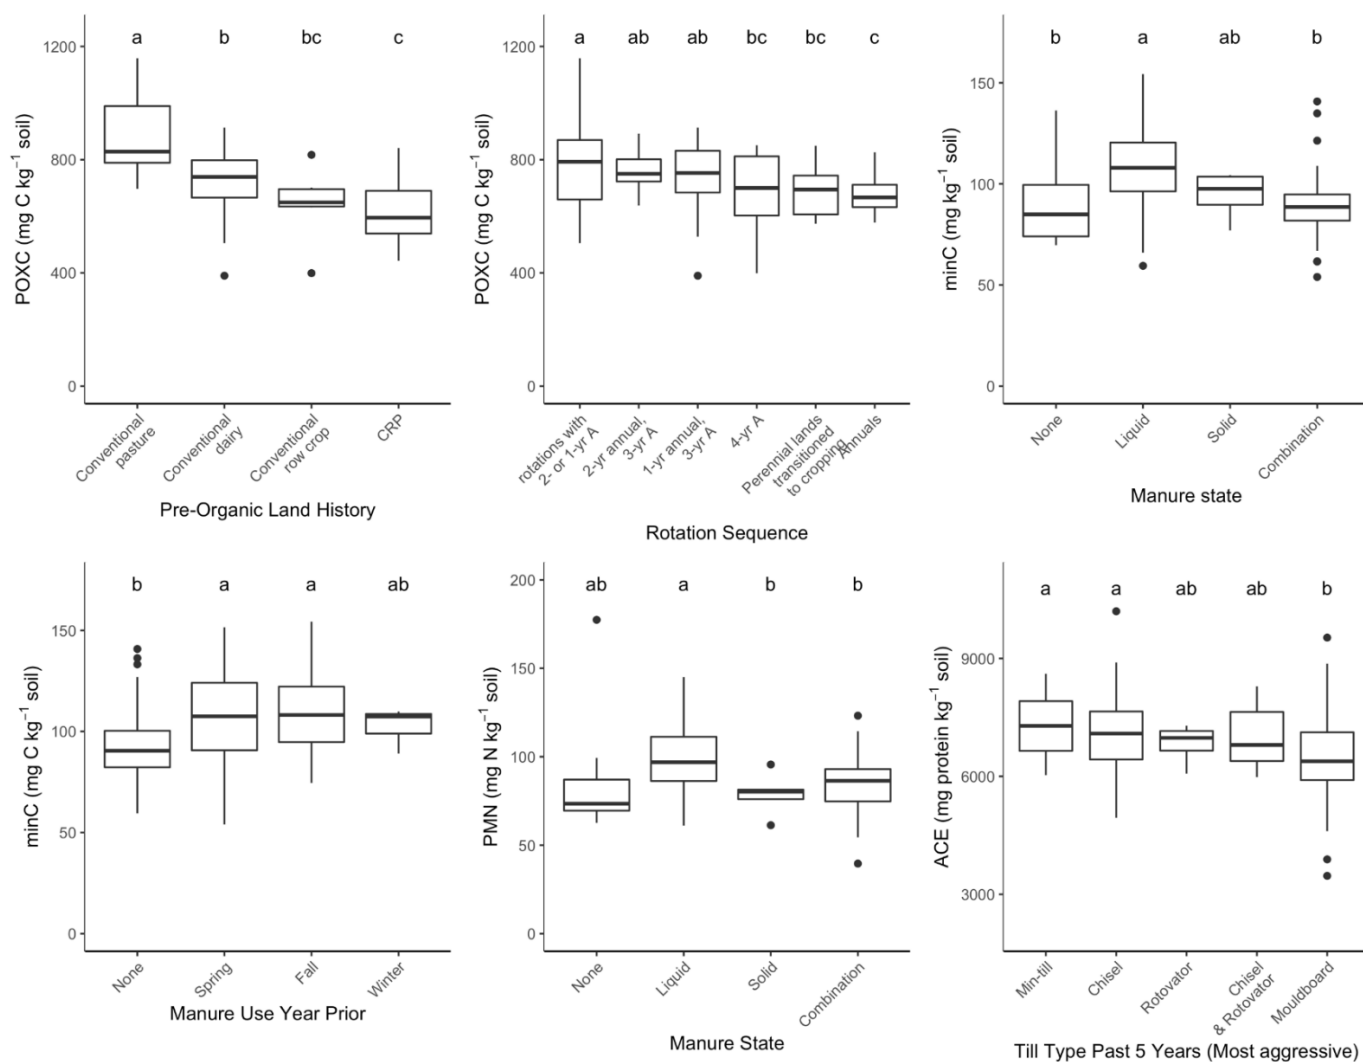 a b bc c
1200
800
400
0
POXC (mg C kg⁻¹ soil)
Conventional
pasture
Conventional
dairy
Conventional
row crop
CRP
Pre-Organic Land History
a ab ab bc bc c
1200
800
400
0
POXC (mg C kg⁻¹ soil)
rotations with
2- or 1-yr A
2-yr annual,
3-yr A
1-yr annual,
3-yr A
4-yr A
Perennial lands
transitioned
to cropping
Annuals
Rotation Sequence
b a ab b
150
100
50
0
minC (mg kg⁻¹ soil)
None
Liquid
Solid
Combination
Manure state
b a a ab
150
100
50
0
minC (mg C kg⁻¹ soil)
None
Spring
Fall
Winter
Manure Use Year Prior
ab a b b
200
150
100
50
0
PMN (mg N kg⁻¹ soil)
None
Liquid
Solid
Combination
Manure State
a a ab ab b
9000
6000
3000
ACE (mg protein kg⁻¹ soil)
Min-till
Chisel
Rotovator
Chisel
& Rotovator
Mouldboard
Till Type Past 5 Years (Most aggressive)